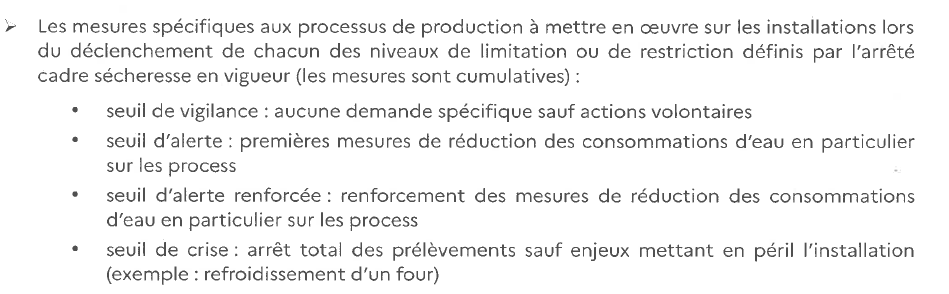 ➢ Les mesures spécifiques aux processus de production à mettre en œuvre sur les installations lors
du déclenchement de chacun des niveaux de limitation ou de restriction définis par l'arrêté
cadre sécheresse en vigueur (les mesures sont cumulatives) :
• seuil de vigilance : aucune demande spécifique sauf actions volontaires
• seuil d'alerte : premières mesures de réduction des consommations d'eau en particulier
sur les process
• seuil d'alerte renforcée : renforcement des mesures de réduction des consommations
d'eau en particulier sur les process
• seuil de crise : arrêt total des prélèvements sauf enjeux mettant en péril l'installation
(exemple : refroidissement d'un four)